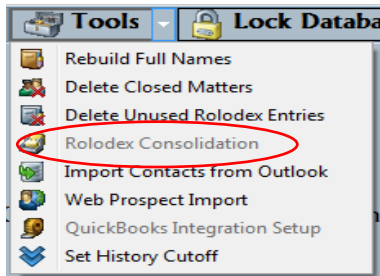 Tools Lock Databa
Rebuild Full Names
Delete Closed Matters
Delete Unused Rolodex Entries
Rolodex Consolidation
Import Contacts from Outlook
Web Prospect Import
QuickBooks Integration Setup
Set History Cutoff